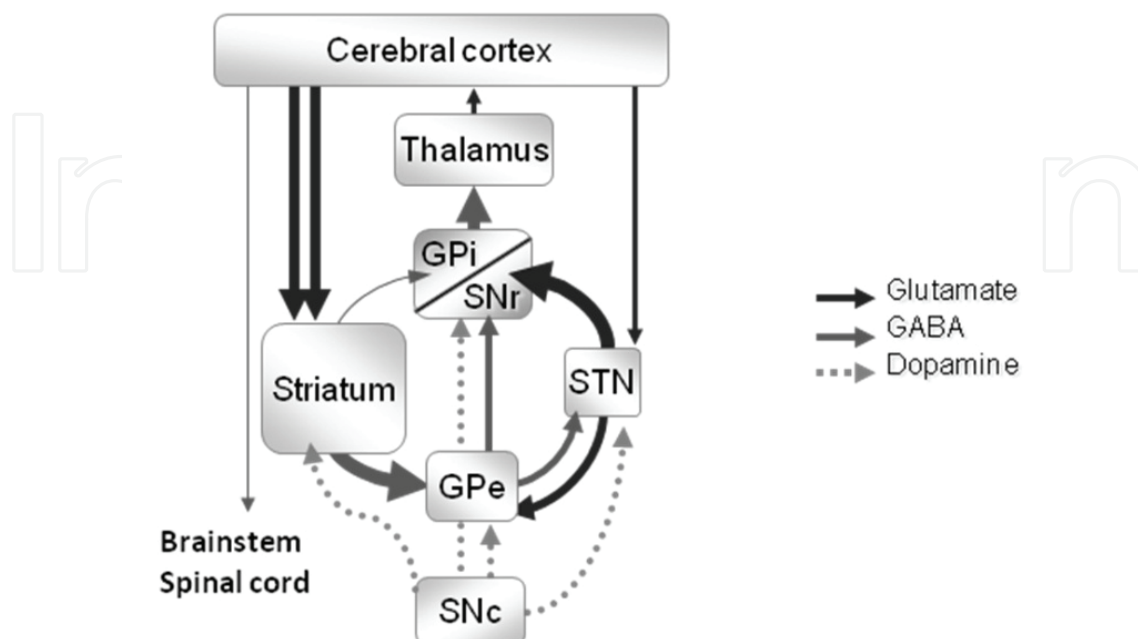 Cerebral cortex
Thalamus
GPi
SNr
Striatum
STN
GPe
SNc
Brainstem
Spinal cord
Glutamate
GABA
Dopamine